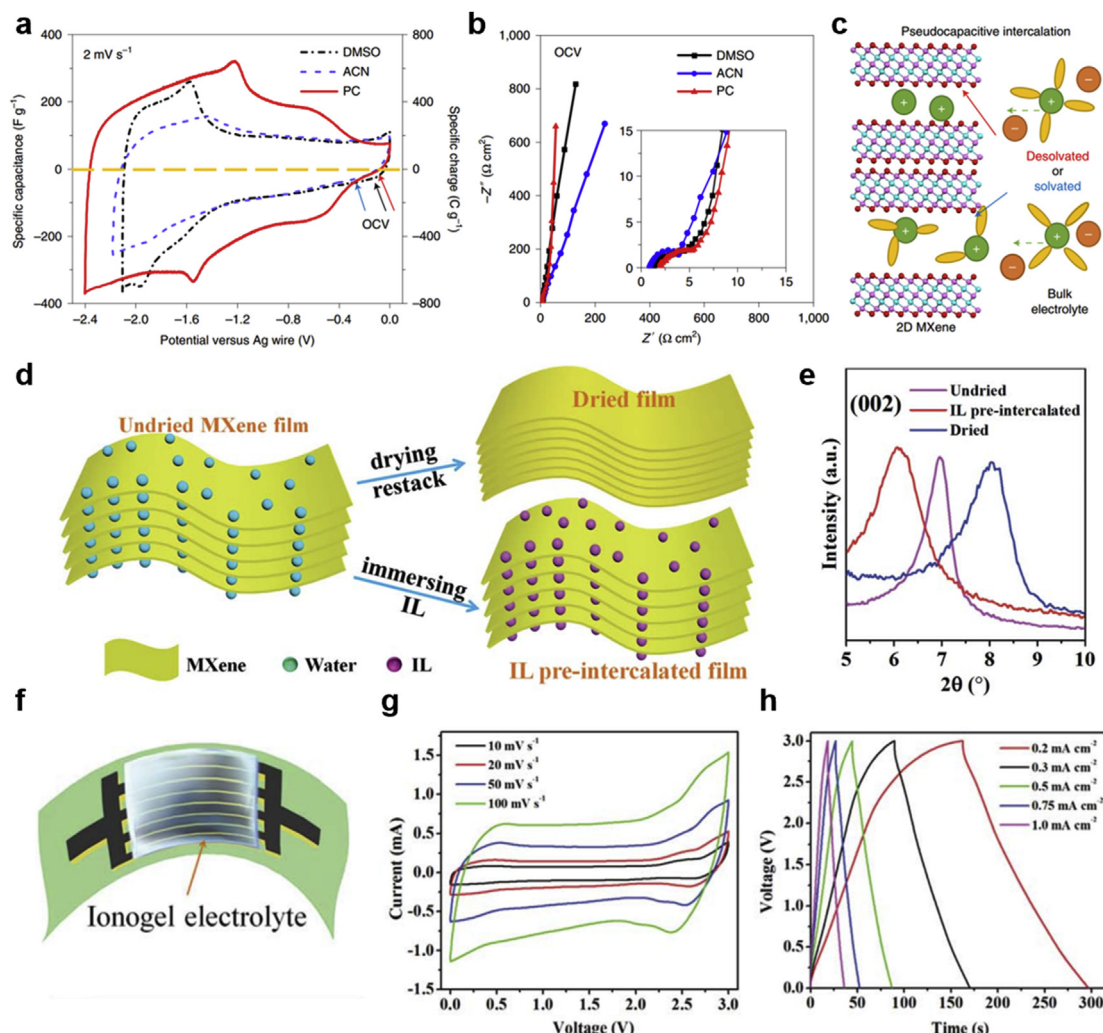 a
2 mV s⁻¹
DMSO
ACN
PC
OCV
400
200
0
−200
−400
800
600
400
200
0
−200
−400
−600
−800
−2.4
−2.0
−1.6
−1.2
−0.8
−0.4
0.0
Specific capacitance (F g⁻¹)
Specific charge (C g⁻¹)
Potential versus Ag wire (V)
b
OCV
DMSO
ACN
PC
1,000
800
600
400
200
0
0
200
400
600
800
1,000
15
10
5
0
0
5
10
15
−Z″ (Ω cm²)
Z′ (Ω cm²)
c
Pseudocapacitive intercalation
Desolvated
or
solvated
Bulk
electrolyte
2D MXene
d
Undried MXene film
drying
restack
Dried film
immersing
IL
MXene
Water
IL
IL pre-intercalated film
e
(002)
Undried
IL pre-intercalated
Dried
Intensity (a.u.)
5
6
7
8
9
10
2θ (°)
f
Ionogel electrolyte
g
10 mV s⁻¹
20 mV s⁻¹
50 mV s⁻¹
100 mV s⁻¹
1.5
1.0
0.5
0.0
-0.5
-1.0
-1.5
Current (mA)
0.0
0.5
1.0
1.5
2.0
2.5
3.0
Voltage (V)
h
0.2 mA cm⁻²
0.3 mA cm⁻²
0.5 mA cm⁻²
0.75 mA cm⁻²
1.0 mA cm⁻²
3.0
2.5
2.0
1.5
1.0
0.5
0.0
Voltage (V)
0
50
100
150
200
250
300
Time (s)